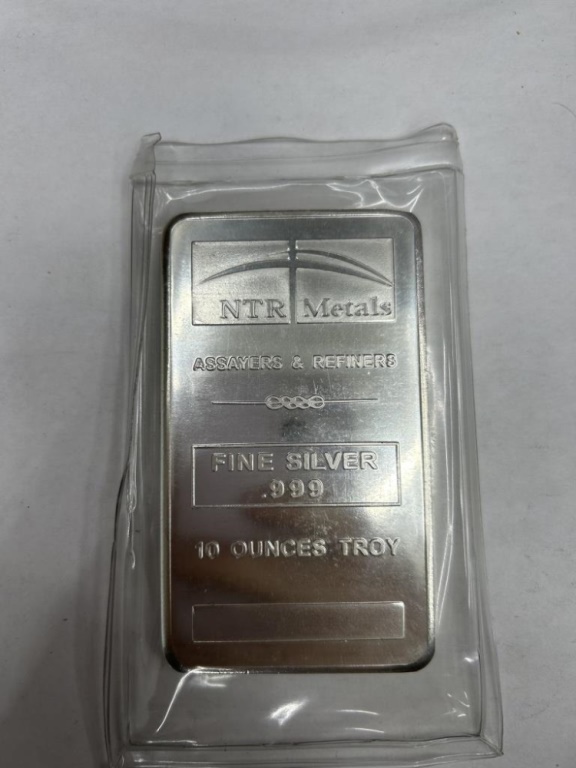 NTR Metals
ASSAYERS & REFINERS
FINE SILVER
.999
10 OUNCES TROY